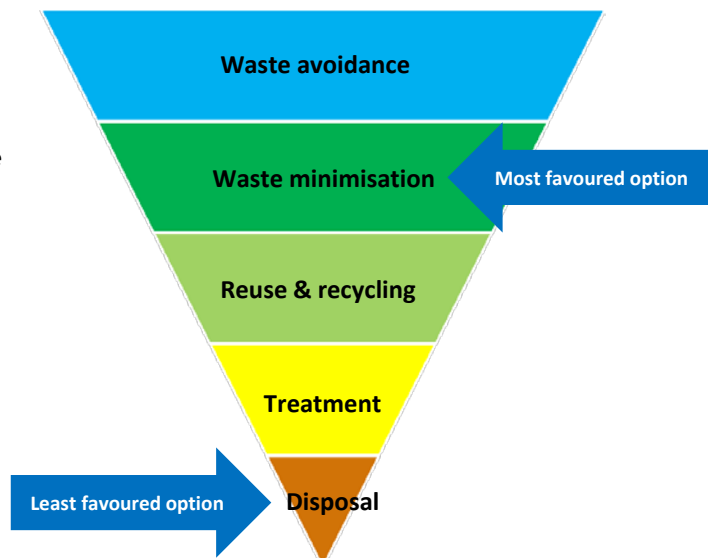 Waste avoidance
e
Waste minimisation
Most favoured option
Reuse & recycling
Treatment
Least favoured option
Disposal